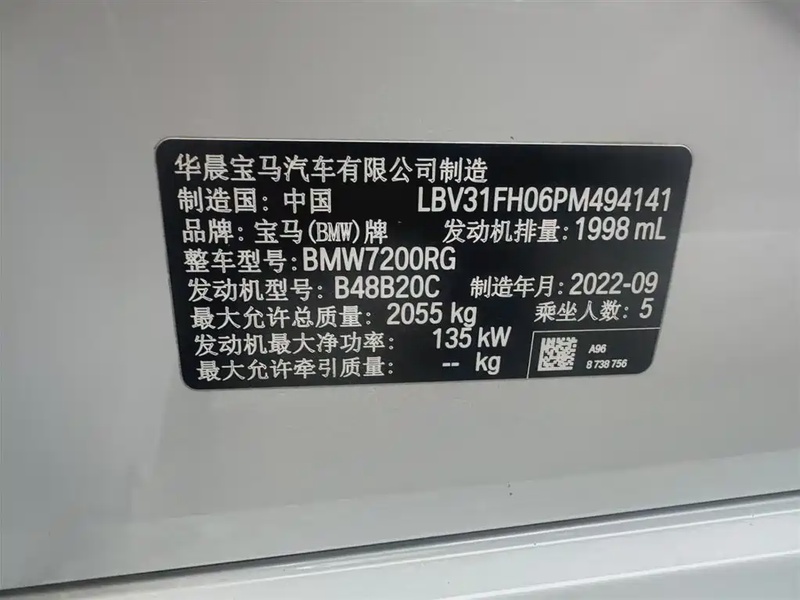 华晨宝马汽车有限公司制造
制造国: 中国 LBV31FH06PM494141
品牌: 宝马(BMW)牌 发动机排量: 1998 mL
整车型号: BMW7200RG
发动机型号: B48B20C 制造年月: 2022-09
最大允许总质量: 2055 kg 乘坐人数: 5
发动机最大净功率: 135 kW
最大允许牵引质量: -- kg
A96
8 738 756